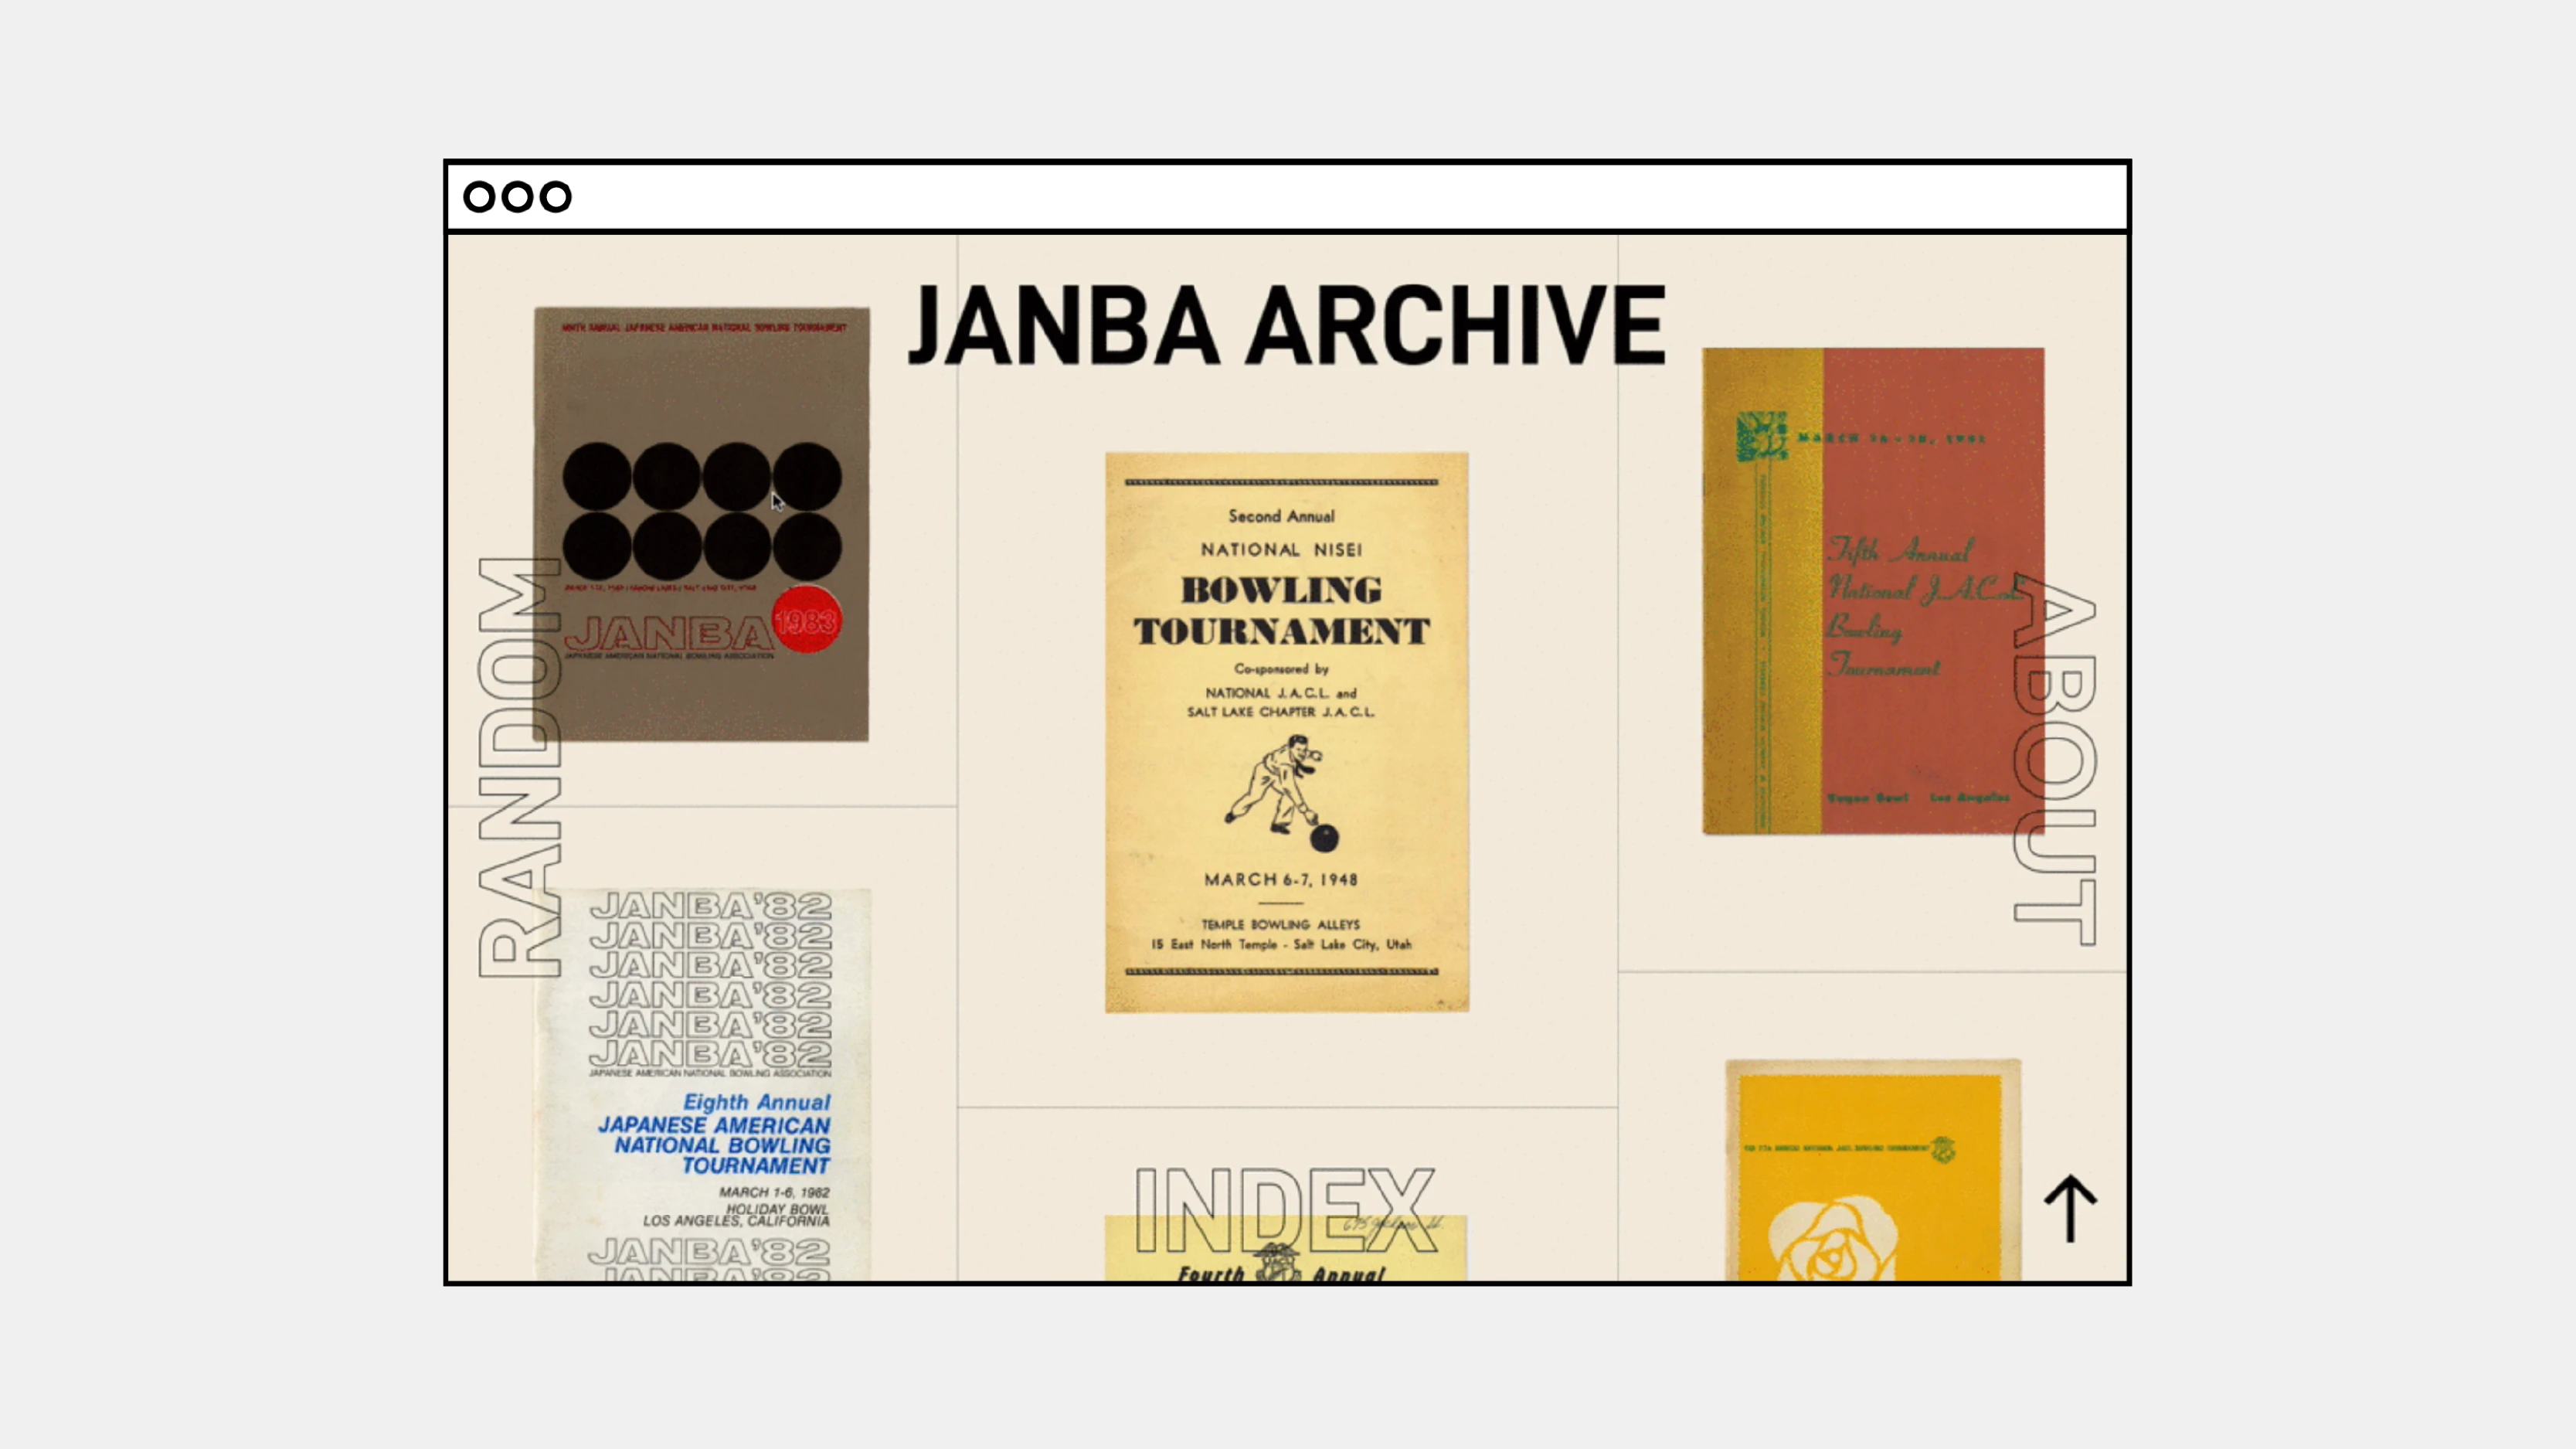 JANBA ARCHIVE
RANDOM
ABOUT
INDEX
NINTH ANNUAL JAPANESE AMERICAN NATIONAL BOWLING TOURNAMENT
JANBA
1983
JAPANESE AMERICAN NATIONAL BOWLING ASSOCIATION
Second Annual
NATIONAL NISEI
BOWLING
TOURNAMENT
Co-sponsored by
NATIONAL J.A.C.L. and
SALT LAKE CHAPTER J.A.C.L.
MARCH 6-7, 1948
TEMPLE BOWLING ALLEYS
15 East North Temple - Salt Lake City, Utah
Fifth Annual
National J.A.C.L.
Bowling
Tournament
Vogue Bowl Los Angeles
JANBA'82
JANBA'82
JANBA'82
JANBA'82
JANBA'82
JANBA'82
JAPANESE AMERICAN NATIONAL BOWLING ASSOCIATION
Eighth Annual
JAPANESE AMERICAN
NATIONAL BOWLING
TOURNAMENT
MARCH 1-6, 1982
HOLIDAY BOWL
LOS ANGELES, CALIFORNIA
JANBA'82
JANBA'82
Fourth Annual